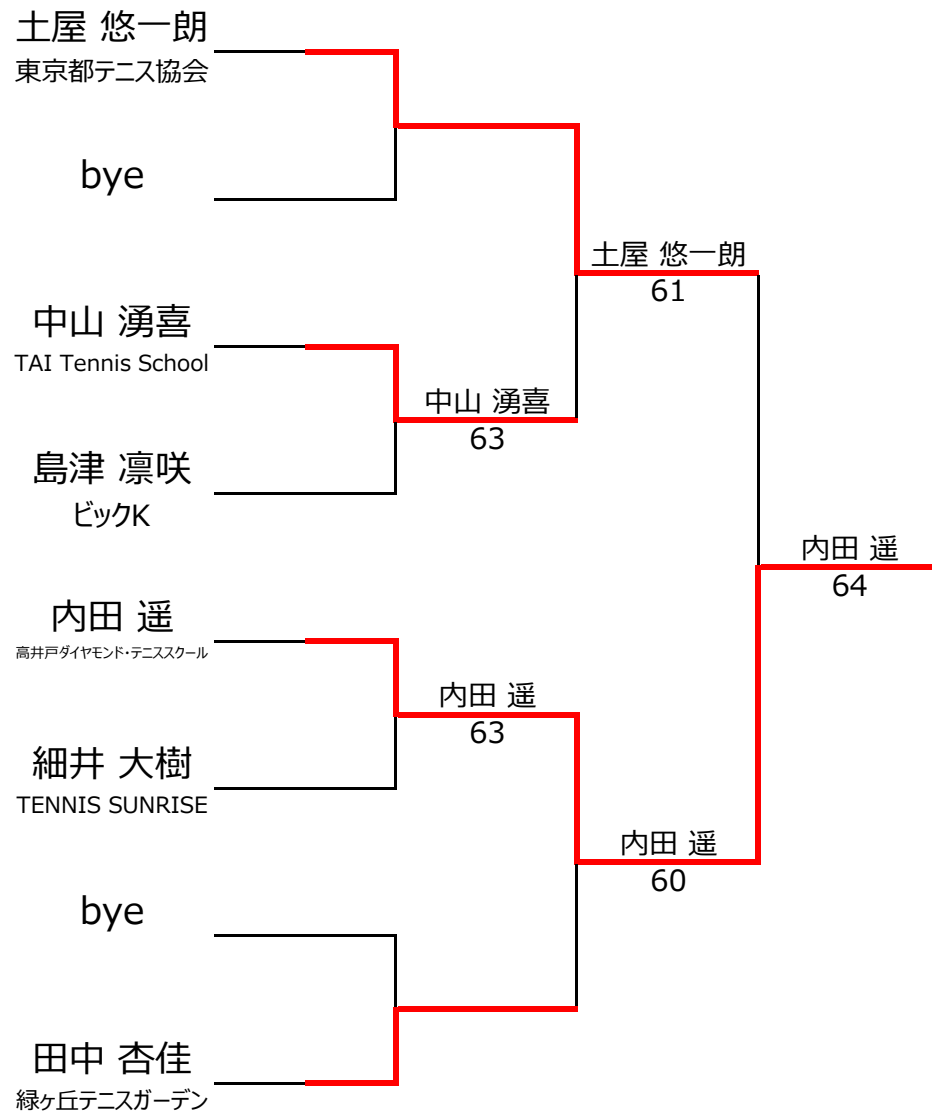 土屋 悠一朗
東京都テニス協会
bye
中山 湧喜
TAI Tennis School
島津 凛咲
ビックK
内田 遥
高井戸ダイヤモンド・テニススクール
細井 大樹
TENNIS SUNRISE
bye
田中 杏佳
緑ヶ丘テニスガーデン
中山 湧喜
63
内田 遥
63
土屋 悠一朗
61
内田 遥
60
内田 遥
64